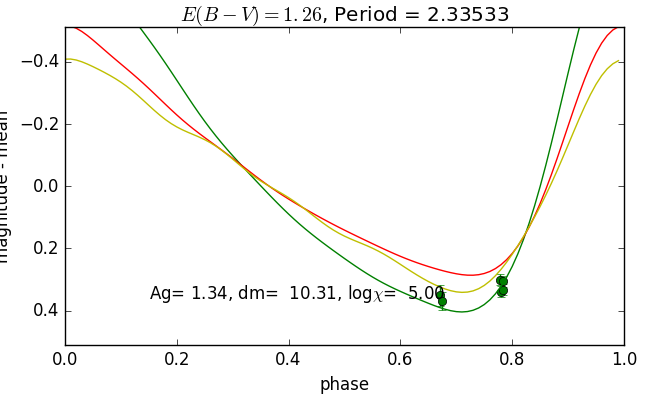 E(B − V) = 1.26, Period = 2.33533
−0.4
−0.2
0.0
0.2
0.4
magnitude - mean
Ag= 1.34, dm= 10.31, logχ= 5.00
0.0 0.2 0.4 0.6 0.8 1.0
phase